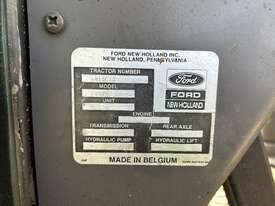 FORD NEW HOLLAND INC.
NEW HOLLAND, PENNSYLVANIA
TRACTOR NUMBER
MODEL
UNIT
ENGINE
TRANSMISSION
REAR AXLE
HYDRAULIC PUMP
HYDRAULIC LIFT
MADE IN BELGIUM
Ford
FORD
NEW HOLLAND